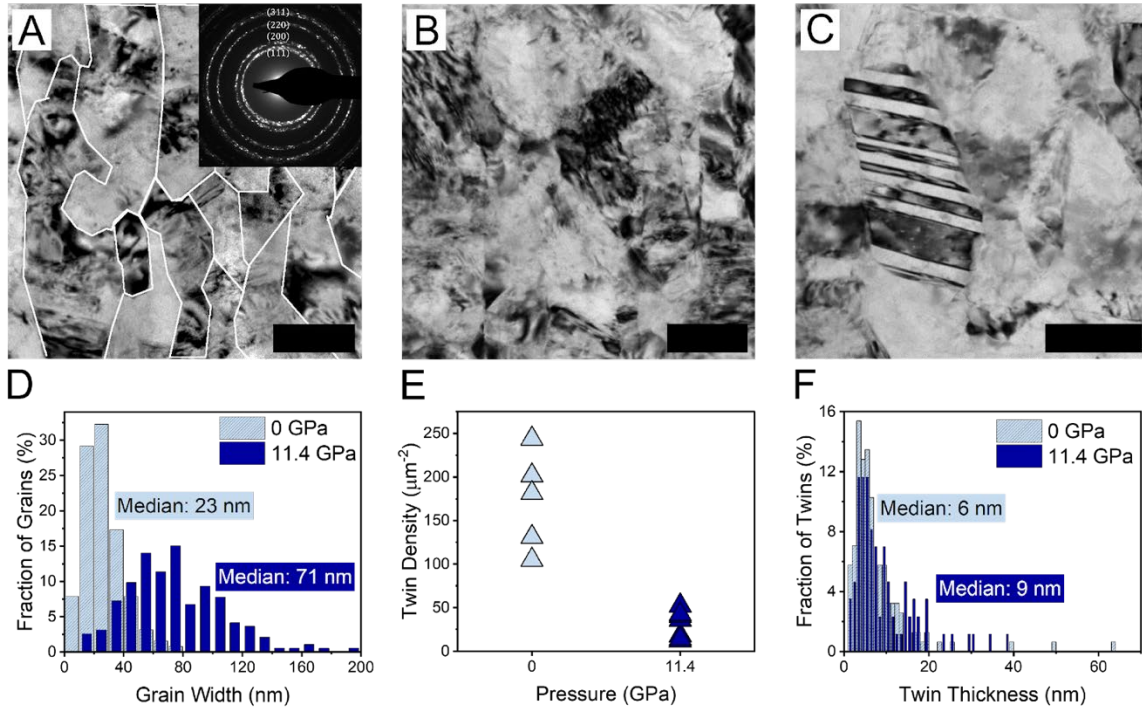 A
(311)
(220)
(200)
(111)
B
C
D
Fraction of Grains (%)
30
25
20
15
10
5
0
0 GPa
11.4 GPa
Median: 23 nm
Median: 71 nm
0 40 80 120 160 200
Grain Width (nm)
E
Twin Density (μm⁻²)
250
200
150
100
50
0
0 11.4
Pressure (GPa)
F
Fraction of Twins (%)
16
12
8
4
0
0 GPa
11.4 GPa
Median: 6 nm
Median: 9 nm
0 20 40 60
Twin Thickness (nm)